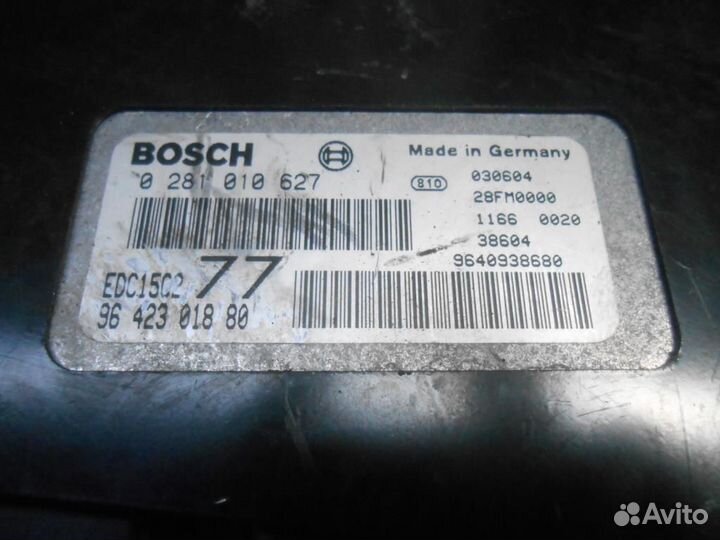 BOSCH
Made in Germany
0 281 010 627
810
030604
28FM0000
1166 0020
38604
9640938680
EDC15C2 77
96 423 018 80
Avito